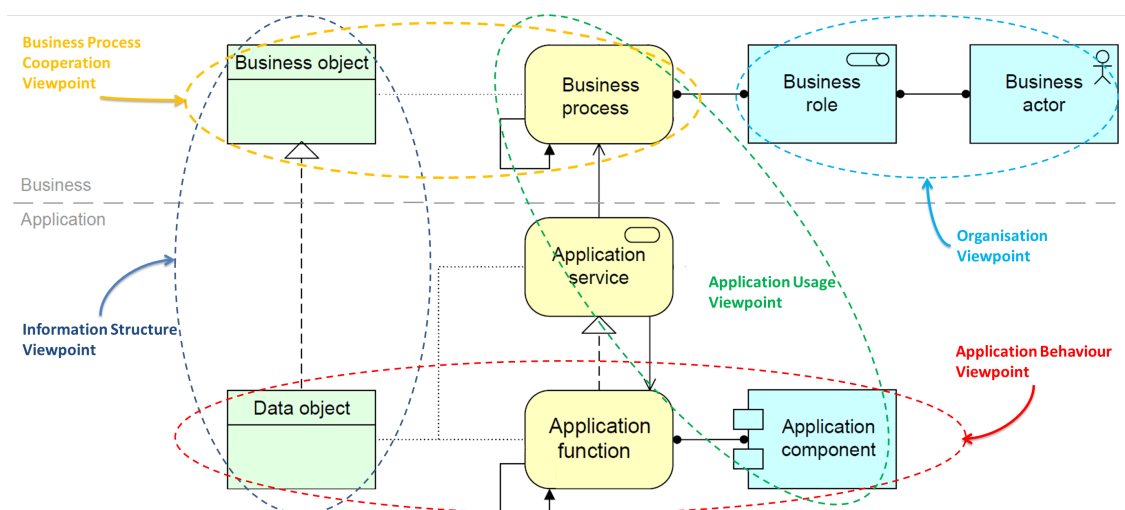 Business Process
Cooperation
Viewpoint
Business object
Business
process
Business
role
Business
actor
Business
Application
Application
service
Organisation
Viewpoint
Application Usage
Viewpoint
Information Structure
Viewpoint
Application Behaviour
Viewpoint
Data object
Application
function
Application
component